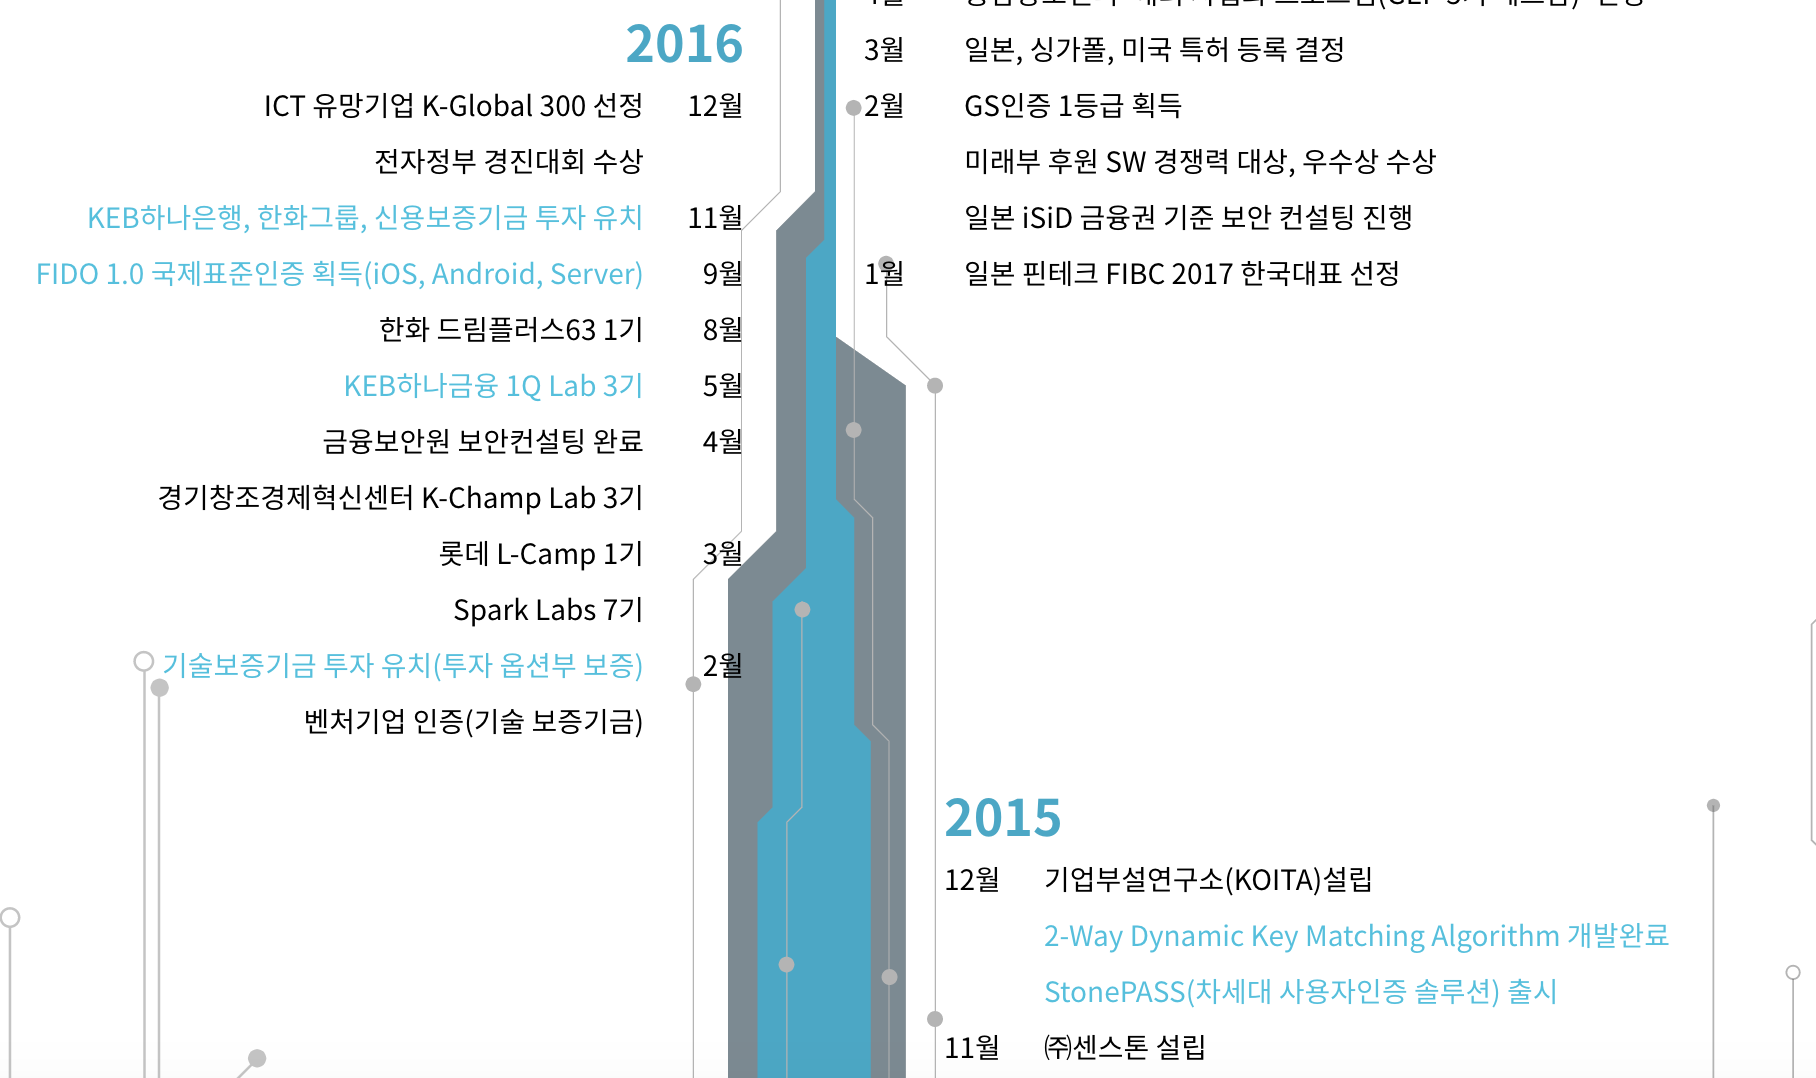 3월 일본, 싱가폴, 미국 특허 등록 결정
2월 GS인증 1등급 획득
미래부 후원 SW 경쟁력 대상, 우수상 수상
일본 iSiD 금융권 기준 보안 컨설팅 진행
1월 일본 핀테크 FIBC 2017 한국대표 선정
2016
ICT 유망기업 K-Global 300 선정 12월
전자정부 경진대회 수상
KEB하나은행, 한화그룹, 신용보증기금 투자 유치 11월
FIDO 1.0 국제표준인증 획득(iOS, Android, Server) 9월
한화 드림플러스63 1기 8월
KEB하나금융 1Q Lab 3기 5월
금융보안원 보안컨설팅 완료 4월
경기창조경제혁신센터 K-Champ Lab 3기
롯데 L-Camp 1기 3월
Spark Labs 7기
기술보증기금 투자 유치(투자 옵션부 보증) 2월
벤처기업 인증(기술 보증기금)
2015
12월 기업부설연구소(KOITA)설립
2-Way Dynamic Key Matching Algorithm 개발완료
StonePASS(차세대 사용자인증 솔루션) 출시
11월 ㈜센스톤 설립